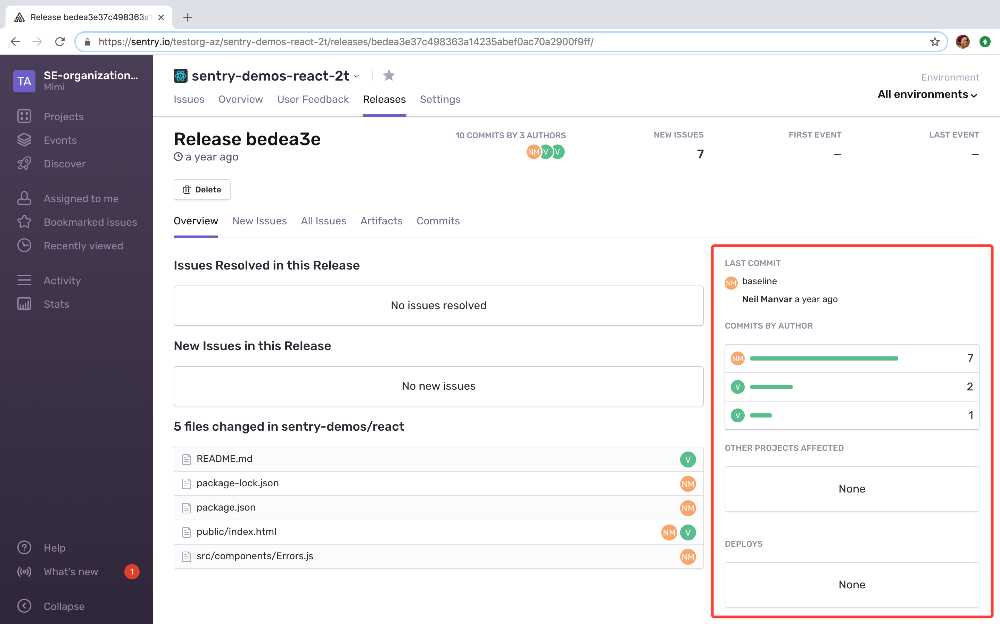 Release bedea3e37c498363a1
https://sentry.io/testorg-az/sentry-demos-react-2t/releases/bedea3e37c498363a14235abef0ac70a2900f9ff/
TA
SE-organization...
Mimi
Projects
Events
Discover
Assigned to me
Bookmarked issues
Recently viewed
Activity
Stats
Help
What's new
1
Collapse
sentry-demos-react-2t
Issues
Overview
User Feedback
Releases
Settings
Environment
All environments
Release bedea3e
a year ago
10 COMMITS BY 3 AUTHORS
NM
V
V
NEW ISSUES
7
FIRST EVENT
—
LAST EVENT
—
Delete
Overview
New Issues
All Issues
Artifacts
Commits
Issues Resolved in this Release
No issues resolved
New Issues in this Release
No new issues
5 files changed in sentry-demos/react
README.md
V
package-lock.json
NM
package.json
NM
public/index.html
NM
V
src/components/Errors.js
NM
LAST COMMIT
NM
baseline
Neil Manvar a year ago
COMMITS BY AUTHOR
NM
7
V
2
V
1
OTHER PROJECTS AFFECTED
None
DEPLOYS
None